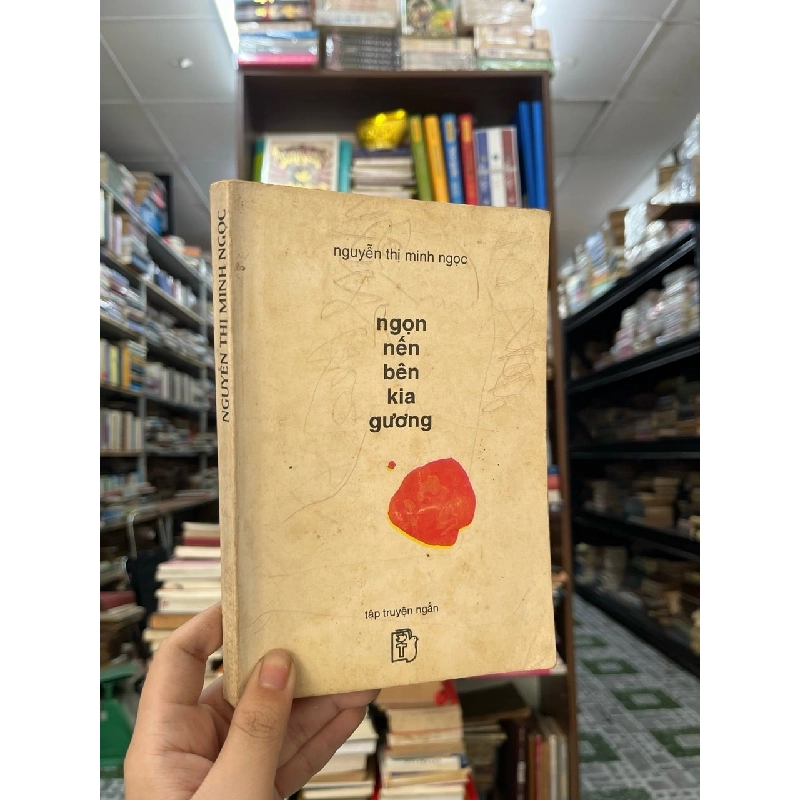 NGUYỄN THỊ MINH NGỌC
nguyễn thị minh ngọc
ngọn
nến
bên
kia
gương
tập truyện ngắn